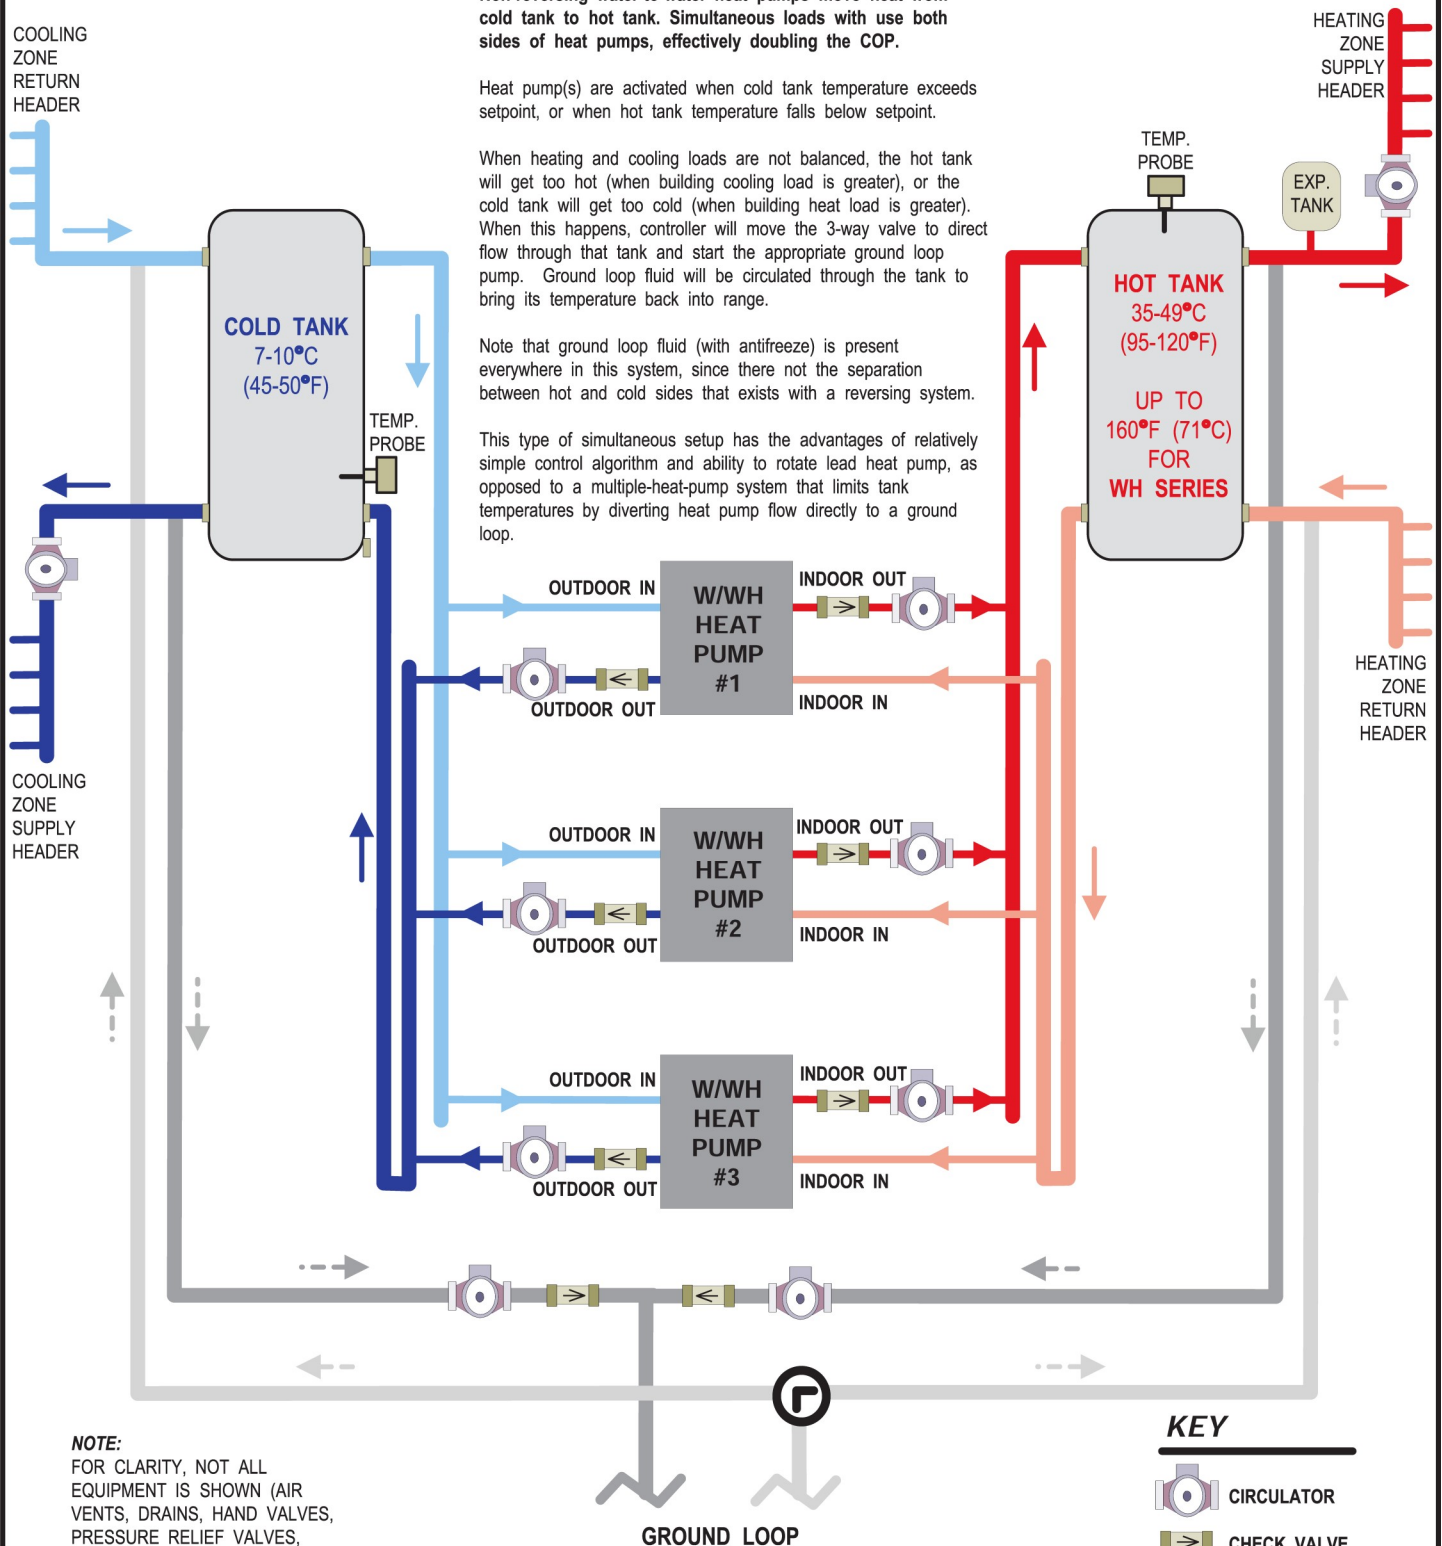 cold tank to hot tank. Simultaneous loads with use both
sides of heat pumps, effectively doubling the COP.
Heat pump(s) are activated when cold tank temperature exceeds
setpoint, or when hot tank temperature falls below setpoint.
When heating and cooling loads are not balanced, the hot tank
will get too hot (when building cooling load is greater), or the
cold tank will get too cold (when building heat load is greater).
When this happens, controller will move the 3-way valve to direct
flow through that tank and start the appropriate ground loop
pump. Ground loop fluid will be circulated through the tank to
bring its temperature back into range.
Note that ground loop fluid (with antifreeze) is present
everywhere in this system, since there not the separation
between hot and cold sides that exists with a reversing system.
This type of simultaneous setup has the advantages of relatively
simple control algorithm and ability to rotate lead heat pump, as
opposed to a multiple-heat-pump system that limits tank
temperatures by diverting heat pump flow directly to a ground
loop.
COOLING
ZONE
RETURN
HEADER
HEATING
ZONE
SUPPLY
HEADER
TEMP.
PROBE
EXP.
TANK
COLD TANK
7-10°C
(45-50°F)
TEMP.
PROBE
HOT TANK
35-49°C
(95-120°F)
UP TO
160°F (71°C)
FOR
WH SERIES
COOLING
ZONE
SUPPLY
HEADER
HEATING
ZONE
RETURN
HEADER
OUTDOOR IN
OUTDOOR OUT
W/WH
HEAT
PUMP
#1
INDOOR OUT
INDOOR IN
OUTDOOR IN
OUTDOOR OUT
W/WH
HEAT
PUMP
#2
INDOOR OUT
INDOOR IN
OUTDOOR IN
OUTDOOR OUT
W/WH
HEAT
PUMP
#3
INDOOR OUT
INDOOR IN
NOTE:
FOR CLARITY, NOT ALL
EQUIPMENT IS SHOWN (AIR
VENTS, DRAINS, HAND VALVES,
PRESSURE RELIEF VALVES,
GROUND LOOP
KEY
CIRCULATOR
CHECK VALVE